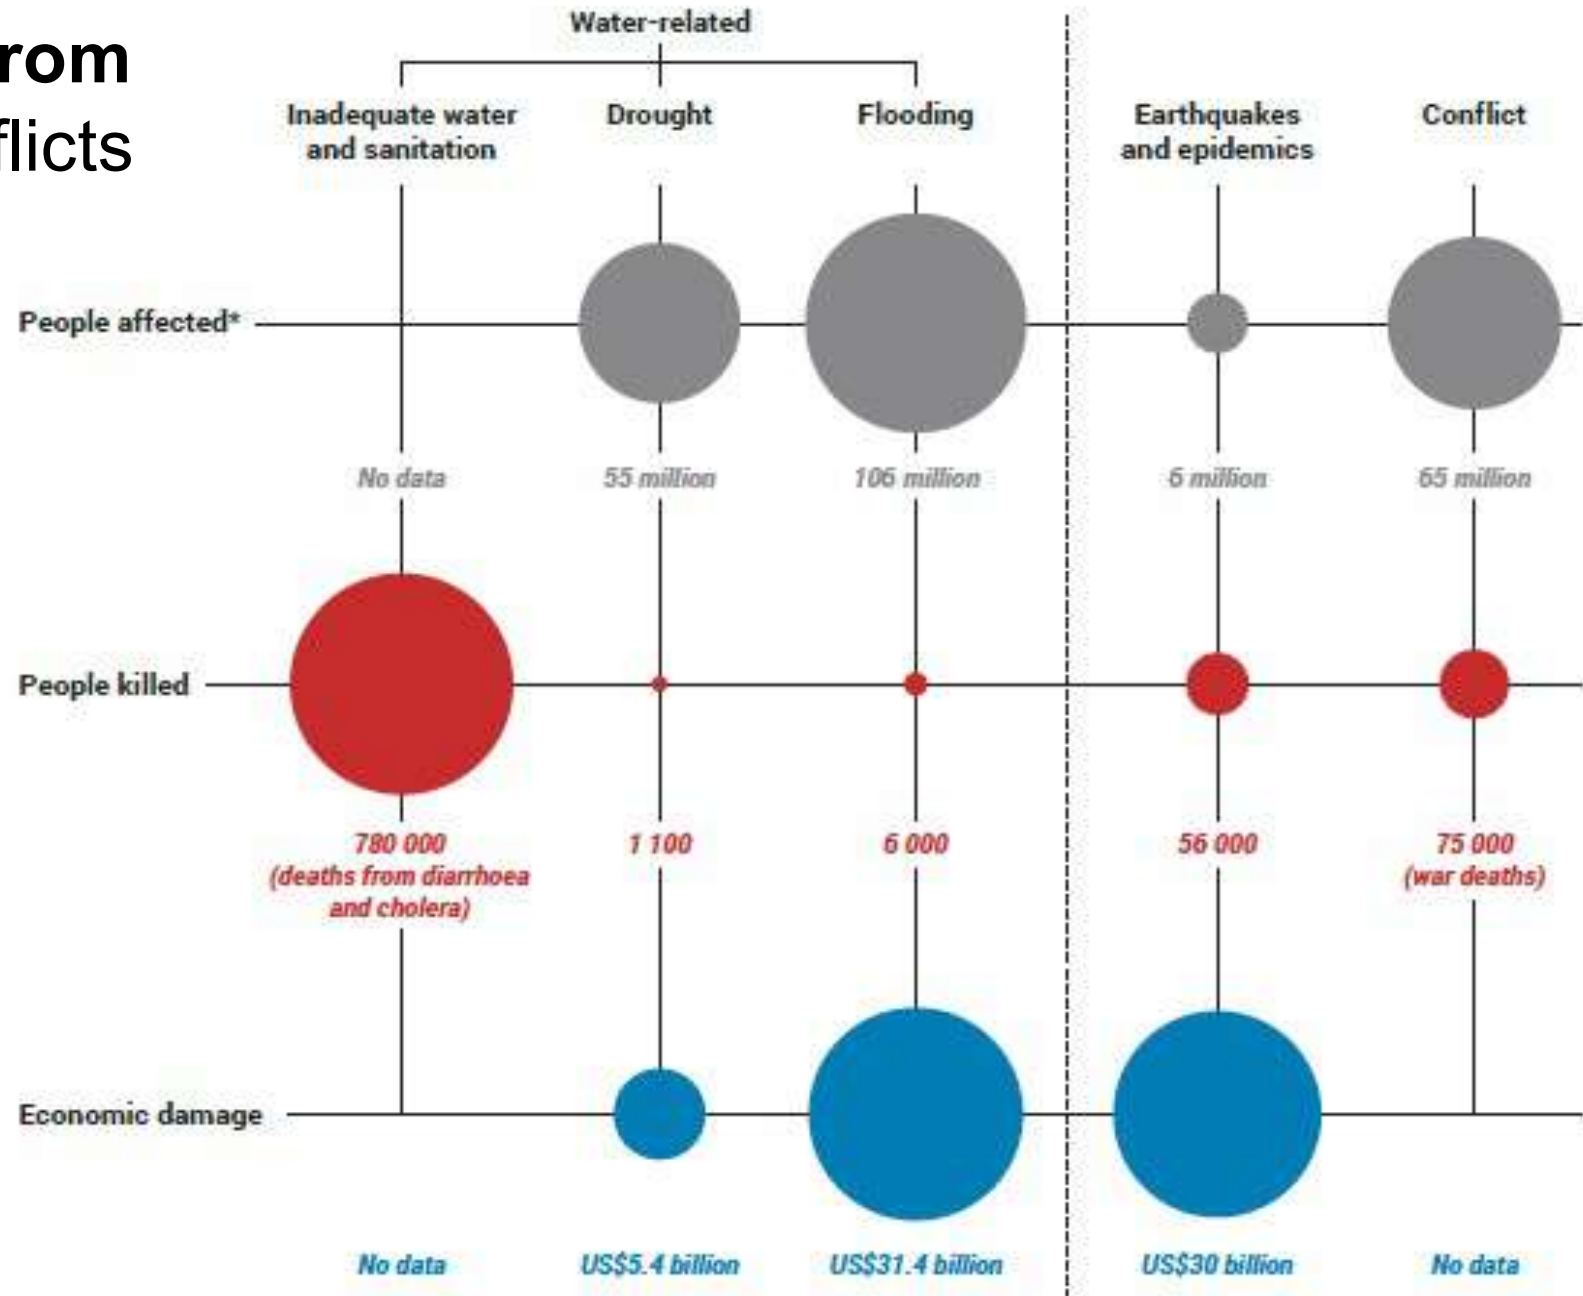 rom
flicts
Water-related
Inadequate water
and sanitation
Drought
Flooding
Earthquakes
and epidemics
Conflict
People affected*
No data
55 million
106 million
6 million
65 million
People killed
780 000
(deaths from diarrhoea
and cholera)
1 100
6 000
56 000
75 000
(war deaths)
Economic damage
No data
US$5.4 billion
US$31.4 billion
US$30 billion
No data